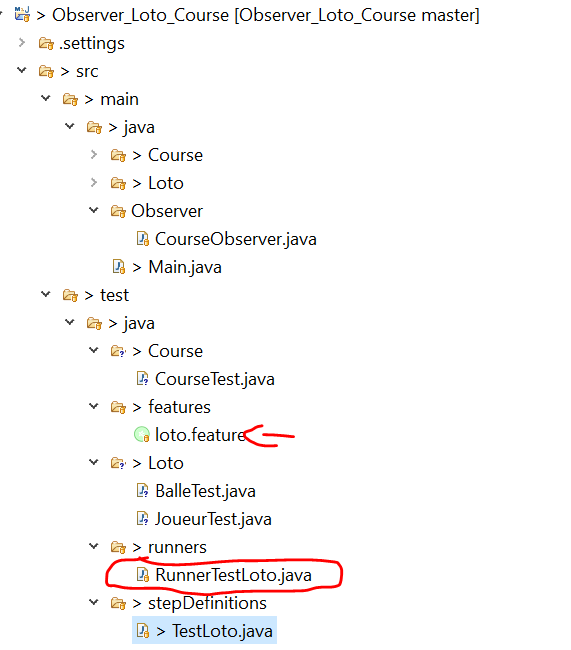 > Observer_Loto_Course [Observer_Loto_Course master]
.settings
> src
> main
> java
> Course
> Loto
Observer
CourseObserver.java
> Main.java
> test
> java
> Course
CourseTest.java
> features
loto.feature
> Loto
BalleTest.java
JoueurTest.java
> runners
RunnerTestLoto.java
> stepDefinitions
> TestLoto.java